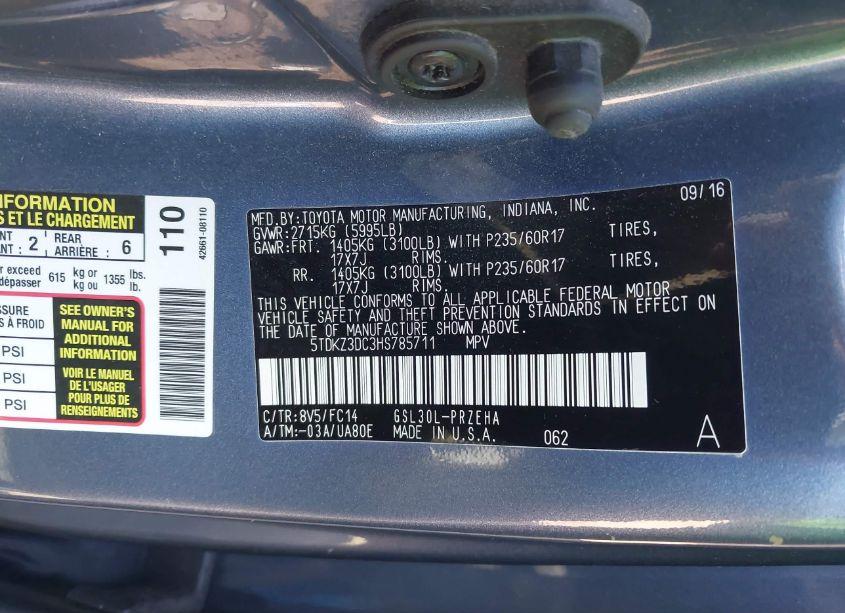 INFORMATION
S ET LE CHARGEMENT
NT : 2 REAR ARRIÈRE : 6
exceed dépasser 615 kg or kg ou 1355 lbs. lb.
SSURE
S À FROID
PSI
PSI
PSI
SEE OWNER'S
MANUAL FOR
ADDITIONAL
INFORMATION
VOIR LE MANUEL
DE L'USAGER
POUR PLUS DE
RENSEIGNEMENTS
110
42661-08110
09/16
MFD.BY:TOYOTA MOTOR MANUFACTURING, INDIANA, INC.
GVWR:2715KG (5995LB)
GAWR:FRT. 1405KG (3100LB) WITH P235/60R17 TIRES,
17X7J RIMS.
RR. 1405KG (3100LB) WITH P235/60R17 TIRES,
17X7J RIMS.
THIS VEHICLE CONFORMS TO ALL APPLICABLE FEDERAL MOTOR
VEHICLE SAFETY AND THEFT PREVENTION STANDARDS IN EFFECT ON
THE DATE OF MANUFACTURE SHOWN ABOVE.
5TDKZ3DC3HS785711 MPV
C/TR:8V5/FC14 GSL30L-PRZEHA
A/TM:-03A/UA80E MADE IN U.S.A. 062 A